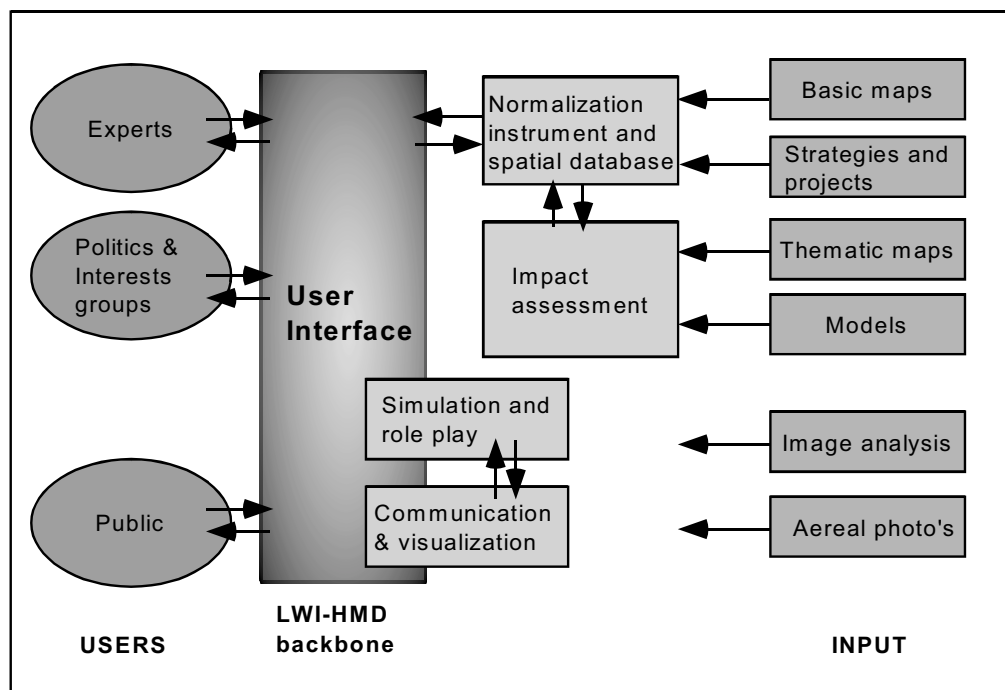 Experts
Politics &
Interests
groups
Public
USERS
User
Interface
LWI-HMD
backbone
Normalization
instrument and
spatial database
Impact
assessment
Simulation and
role play
Communication
& visualization
Basic maps
Strategies and
projects
Thematic maps
Models
Image analysis
Aereal photo's
INPUT